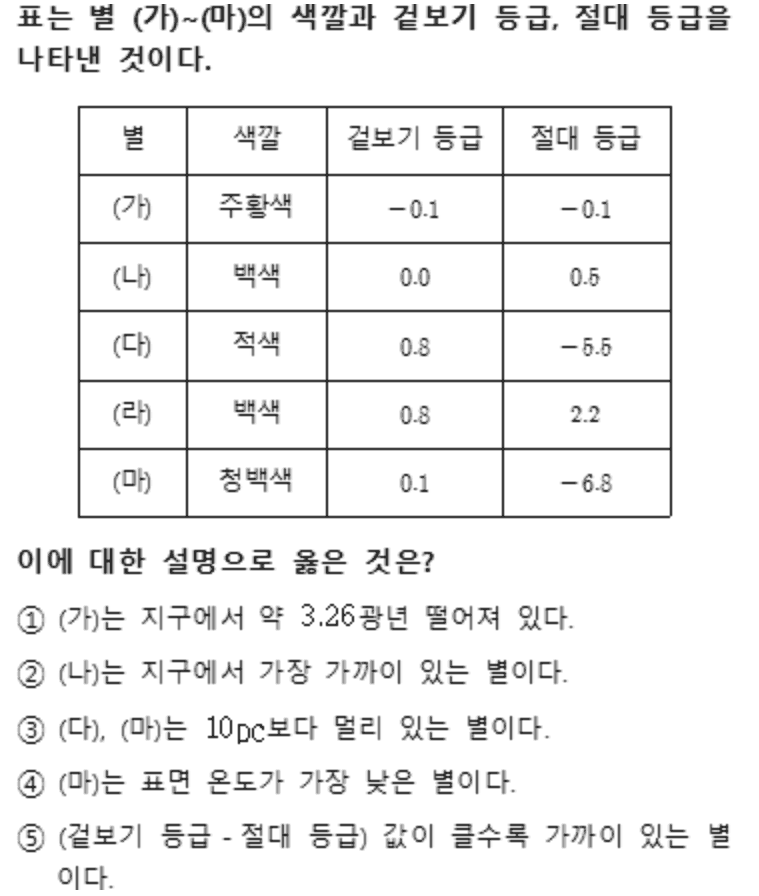 표는 별 (가)~(마)의 색깔과 겉보기 등급, 절대 등급을
나타낸 것이다.
별 색깔 겉보기 등급 절대 등급
(가) 주황색 -0.1 -0.1
(나) 백색 0.0 0.5
(다) 적색 0.8 -5.5
(라) 백색 0.8 2.2
(마) 청백색 0.1 -6.8
이에 대한 설명으로 옳은 것은?
① (가)는 지구에서 약 3.26광년 떨어져 있다.
② (나)는 지구에서 가장 가까이 있는 별이다.
③ (다), (마)는 10pc보다 멀리 있는 별이다.
④ (마)는 표면 온도가 가장 낮은 별이다.
⑤ (겉보기 등급 - 절대 등급) 값이 클수록 가까이 있는 별
이다.